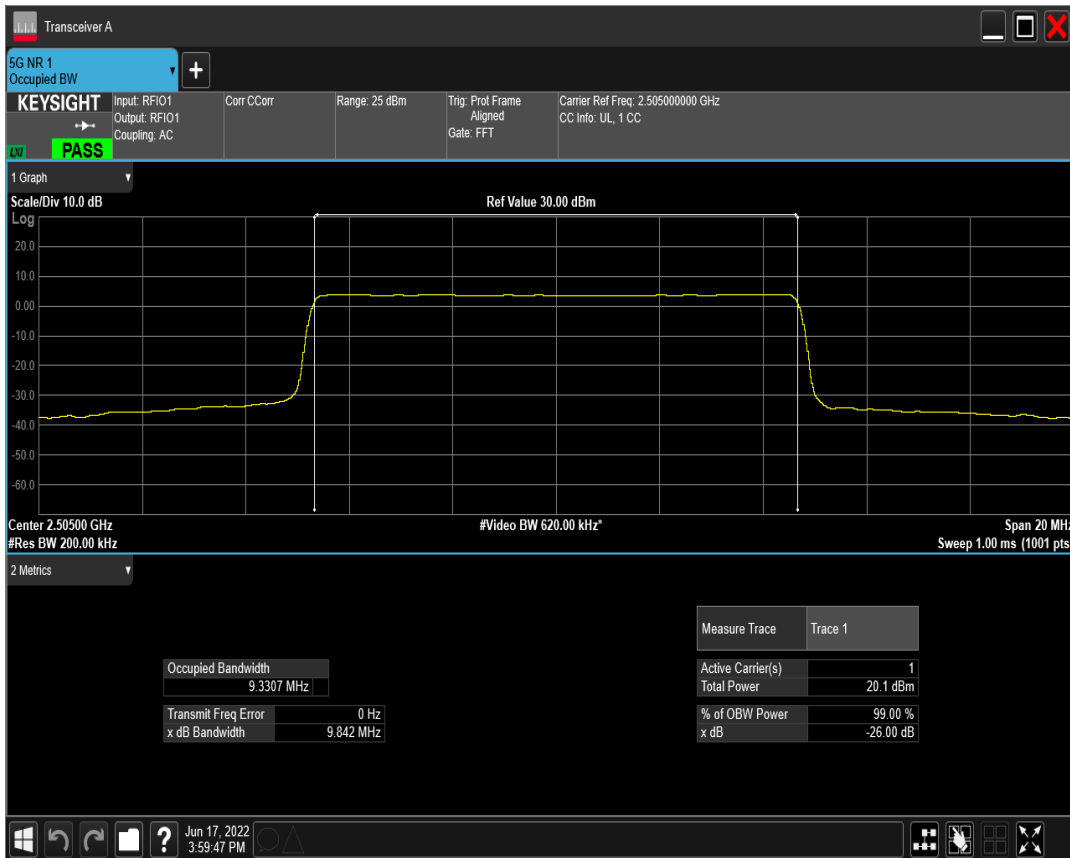 Transceiver A
5G NR 1
Occupied BW
+
KEYSIGHT
LXI
PASS
Input: RFIO1
Output: RFIO1
Coupling: AC
Corr CCorr
Range: 25 dBm
Trig: Prot Frame
Aligned
Gate: FFT
Carrier Ref Freq: 2.505000000 GHz
CC Info: UL, 1 CC
1 Graph
Scale/Div 10.0 dB
Ref Value 30.00 dBm
Log
20.0
10.0
0.00
-10.0
-20.0
-30.0
-40.0
-50.0
-60.0
Center 2.50500 GHz
#Video BW 620.00 kHz*
Span 20 MHz
#Res BW 200.00 kHz
Sweep 1.00 ms (1001 pts
2 Metrics
Measure Trace Trace 1
Occupied Bandwidth
9.3307 MHz
Active Carrier(s) 1
Total Power 20.1 dBm
Transmit Freq Error 0 Hz
x dB Bandwidth 9.842 MHz
% of OBW Power 99.00 %
x dB -26.00 dB
?
Jun 17, 2022
3:59:47 PM